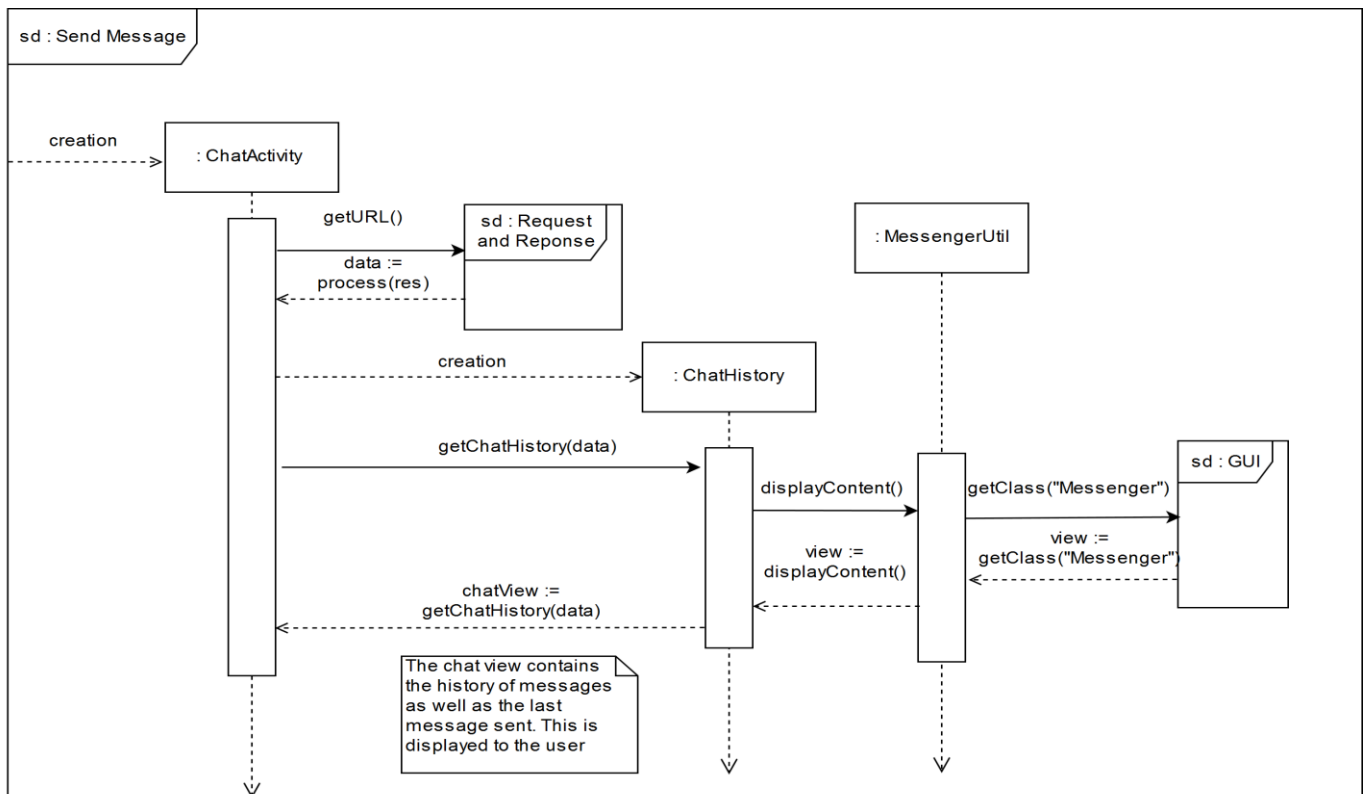 sd : Send Message
creation
: ChatActivity
getURL()
sd : Request
and Reponse
: MessengerUtil
data :=
process(res)
creation
: ChatHistory
getChatHistory(data)
sd : GUI
displayContent()
getClass("Messenger")
view :=
getClass("Messenger")
view :=
displayContent()
chatView :=
getChatHistory(data)
The chat view contains
the history of messages
as well as the last
message sent. This is
displayed to the user